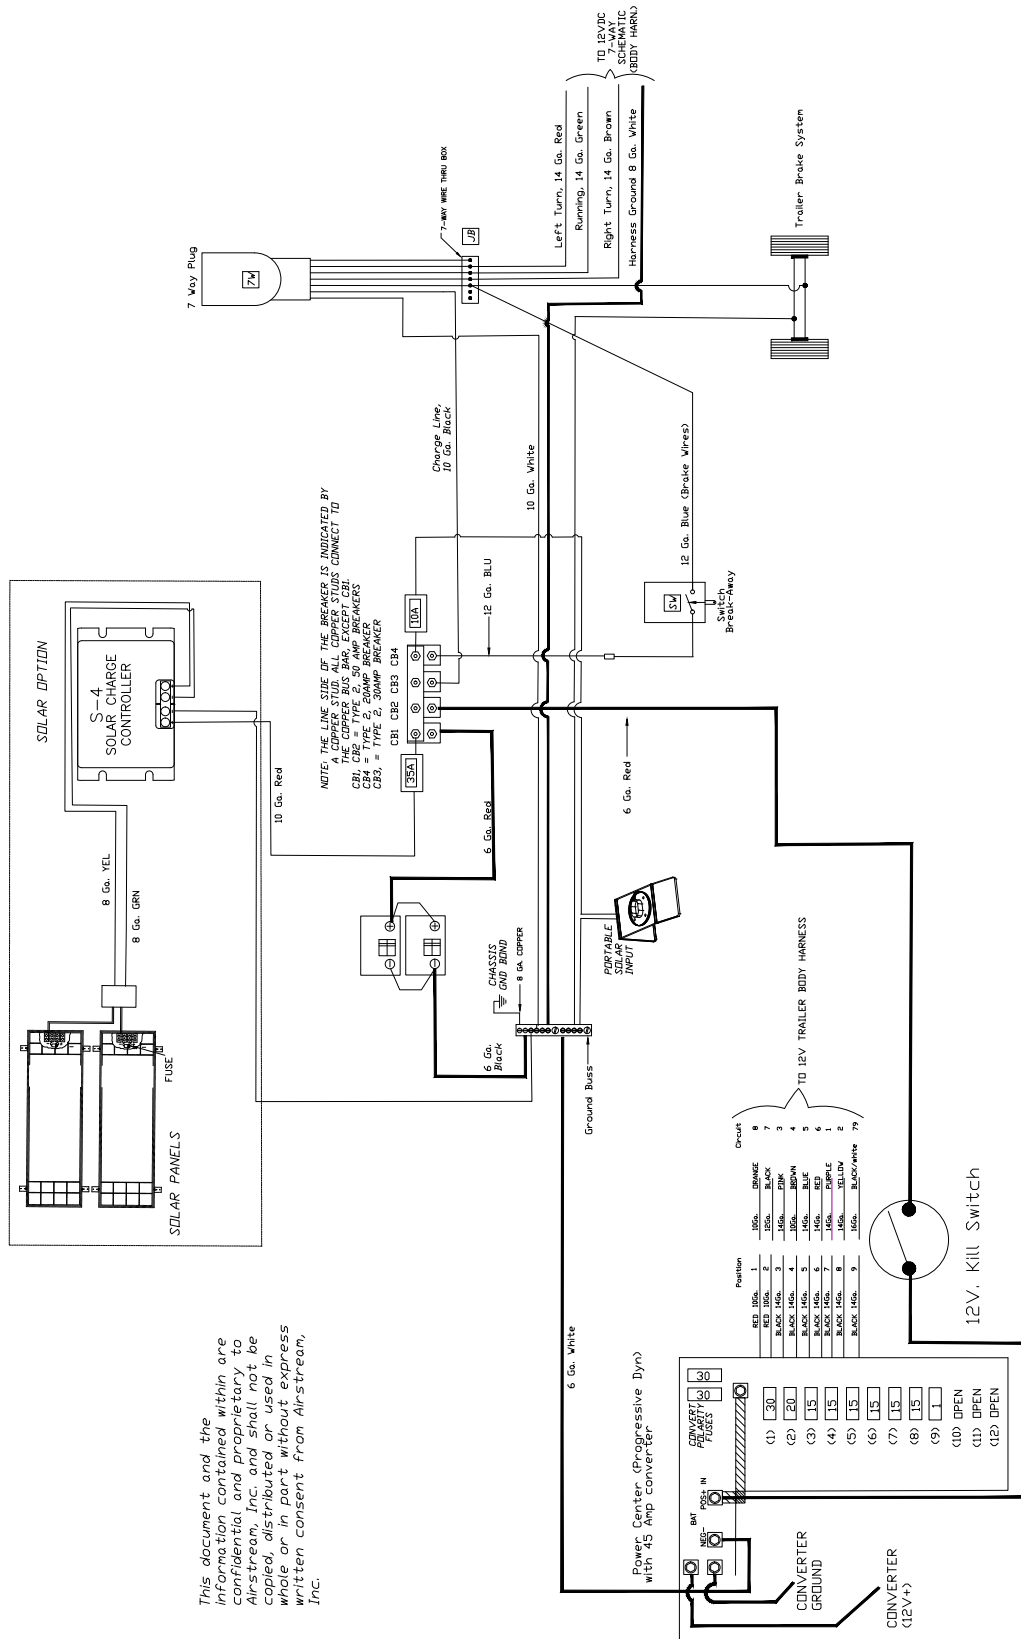 7 Way Plug
7W
7-WAY WIRE THRU BOX
JB
TO 12VDC
7-WAY
SCHEMATIC
(BODY HARN.)
Left Turn, 14 Ga. Red
Running, 14 Ga. Green
Right Turn, 14 Ga. Brown
Harness Ground 8 Ga. White
Trailer Brake System
SOLAR OPTION
S-4
SOLAR CHARGE
CONTROLLER
8 Ga. YEL
8 Ga. GRN
FUSE
SOLAR PANELS
10 Ga. Red
NOTE: THE LINE SIDE OF THE BREAKER IS INDICATED BY
A COPPER STUD. ALL COPPER STUDS CONNECT TO
THE COPPER BUS BAR, EXCEPT CB1.
CB1, CB2 = TYPE 2, 50 AMP BREAKERS
CB4 = TYPE 2, 20AMP BREAKER
CB3, = TYPE 2, 30AMP BREAKER
CB1 CB2 CB3 CB4
35A
10A
Charge Line,
10 Ga. Black
10 Ga. White
12 Ga. BLU
12 Ga. Blue (Brake Wires)
SW
Switch
Break-Away
6 Ga. Red
6 Ga. Red
CHASSIS
GND BOND
8 GA. COPPER
6 Ga.
Black
Ground Buss
PORTABLE
SOLAR
INPUT
TO 12V TRAILER BODY HARNESS
Position
Circuit
RED 10Ga. 1 10Ga. ORANGE 8
RED 10Ga. 2 12Ga. BLACK 7
BLACK 14Ga. 3 14Ga. PINK 3
BLACK 14Ga. 4 10Ga. BROWN 4
BLACK 14Ga. 5 14Ga. BLUE 5
BLACK 14Ga. 6 14Ga. RED 6
BLACK 14Ga. 7 14Ga. PURPLE 1
BLACK 14Ga. 8 14Ga. YELLOW 2
BLACK 14Ga. 9 16Ga. BLACK/White 79
12V. Kill Switch
6 Ga. White
Power Center (Progressive Dyn)
with 45 Amp converter
CONVERT
POLARITY
FUSES
30
30
BAT
NEG-
POS+ IN
(1) 30
(2) 20
(3) 15
(4) 15
(5) 15
(6) 15
(7) 15
(8) 15
(9) 1
(10) OPEN
(11) OPEN
(12) OPEN
CONVERTER
GROUND
CONVERTER
(12V+)
This document and the
information contained within are
confidential and proprietary to
Airstream, Inc. and shall not be
copied, distributed or used in
whole or in part without express
written consent from Airstream,
Inc.